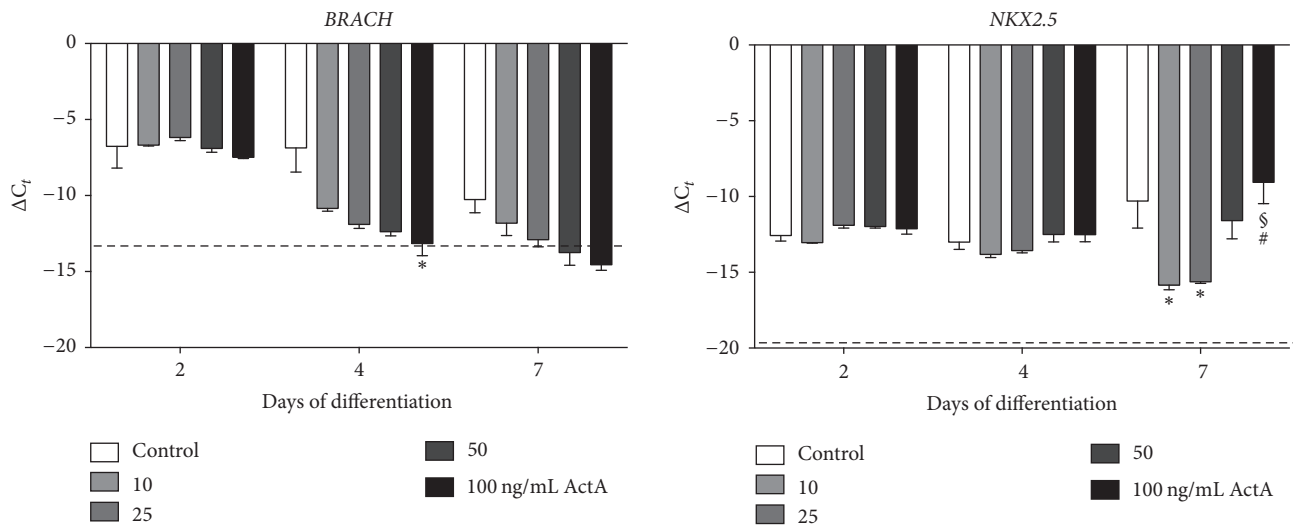 BRACH
0
−5
−10
−15
−20
ΔCt
*
2
4
7
Days of differentiation
Control
10
25
50
100 ng/mL ActA
NKX2.5
0
−5
−10
−15
−20
ΔCt
*
*
§
#
2
4
7
Days of differentiation
Control
10
25
50
100 ng/mL ActA